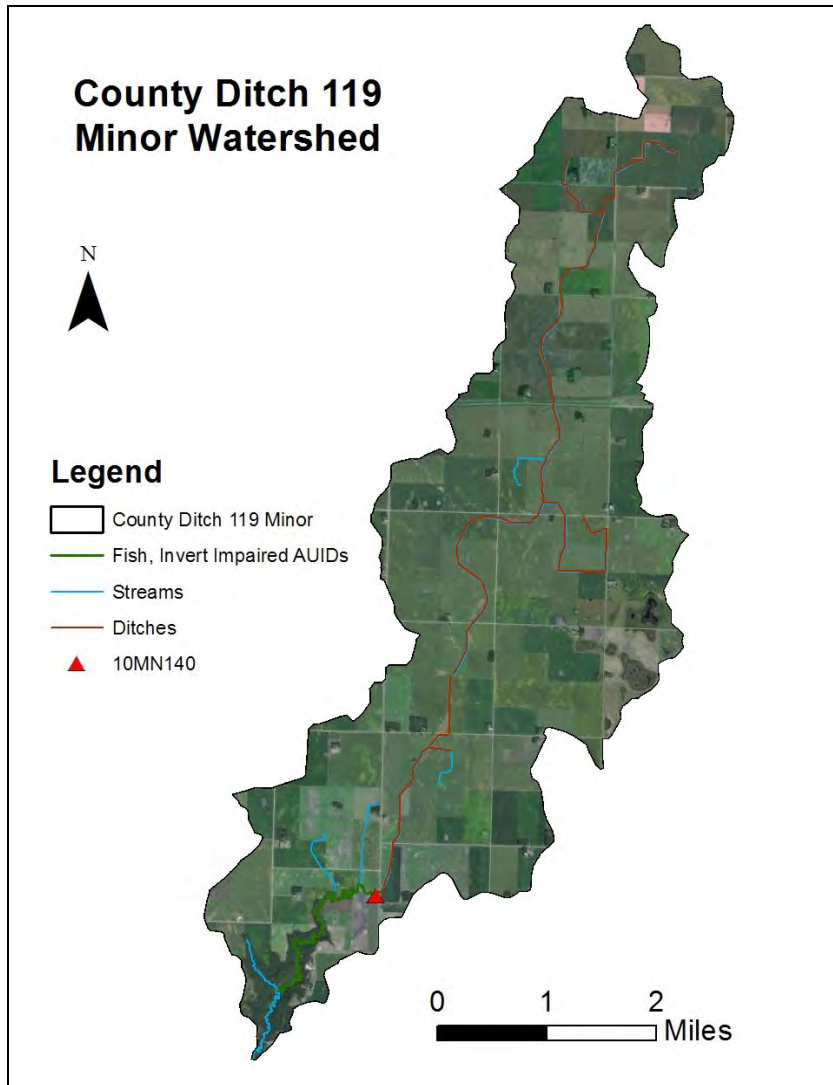 County Ditch 119
Minor Watershed
N
Legend
County Ditch 119 Minor
Fish, Invert Impaired AUIDs
Streams
Ditches
10MN140
0 1 2
Miles